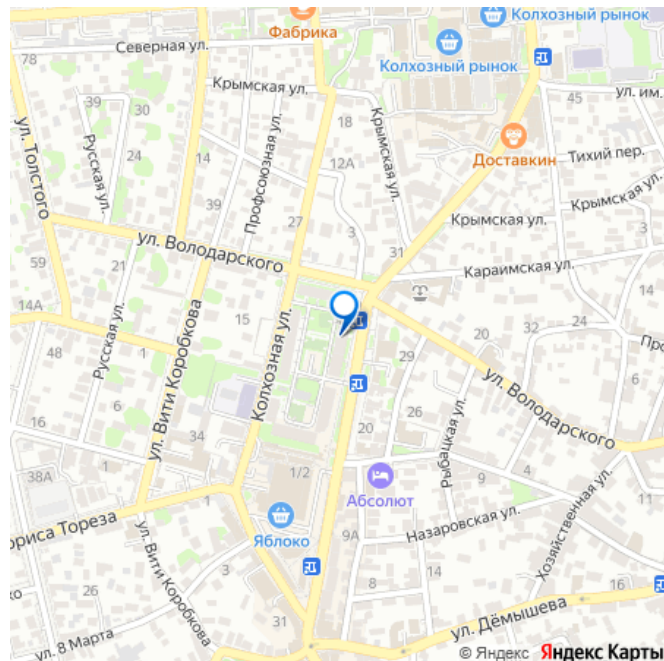 Фабрика
Колхозный рынок
Северная ул.
Колхозный рынок
78
Крымская ул.
39
30
18
45
ул. им.
Крымская ул.
Доставкин
ул. Толстого
Русская ул.
24
14
Профсоюзная ул.
12А
Тихий пер.
39
27
3
Крымская ул.
Крымская ул.
ул. Володарского
31
59
21
Караимская ул.
14А
Русская ул.
15
Колхозная ул.
48
6
ул. Вити Коробкова
29
20
32
24
1
ул. Володарского
16
34
20
26
Рыбацкая ул.
38А
1/2
9
4
Абсолют
Хозяйственная ул.
1
Яблоко
9А
Назаровская ул.
26
ул. Вити Коробкова
3
8
14
16
31
ул. Дёмышева
ул. 8 Марта
© Яндекс Яндекс Карты